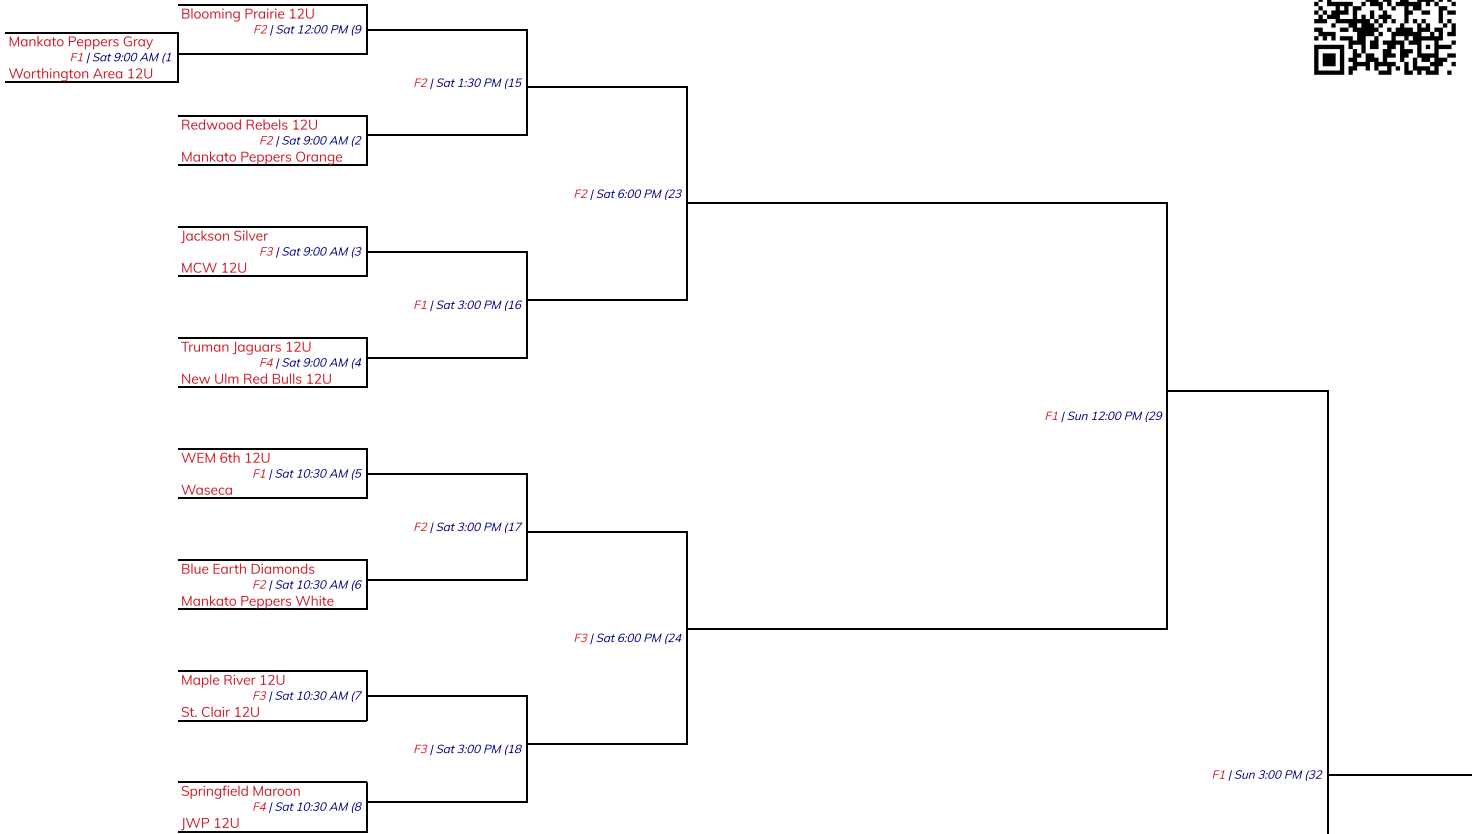 Blooming Prairie 12U
F2 | Sat 12:00 PM (9
Mankato Peppers Gray
F1 | Sat 9:00 AM (1
Worthington Area 12U
F2 | Sat 1:30 PM (15
Redwood Rebels 12U
F2 | Sat 9:00 AM (2
Mankato Peppers Orange
F2 | Sat 6:00 PM (23
Jackson Silver
F3 | Sat 9:00 AM (3
MCW 12U
F1 | Sat 3:00 PM (16
Truman Jaguars 12U
F4 | Sat 9:00 AM (4
New Ulm Red Bulls 12U
F1 | Sun 12:00 PM (29
WEM 6th 12U
F1 | Sat 10:30 AM (5
Waseca
F2 | Sat 3:00 PM (17
Blue Earth Diamonds
F2 | Sat 10:30 AM (6
Mankato Peppers White
F3 | Sat 6:00 PM (24
Maple River 12U
F3 | Sat 10:30 AM (7
St. Clair 12U
F3 | Sat 3:00 PM (18
F1 | Sun 3:00 PM (32
Springfield Maroon
F4 | Sat 10:30 AM (8
JWP 12U